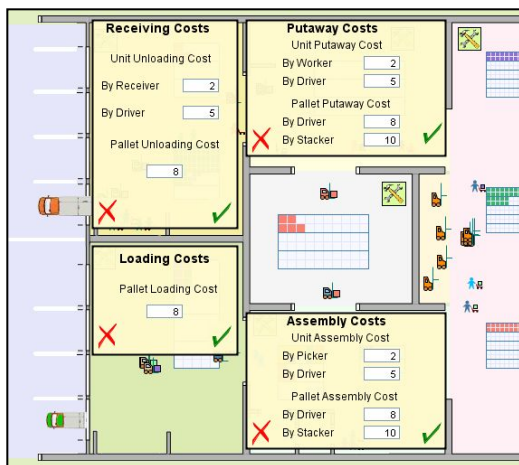 Receiving Costs
Unit Unloading Cost
By Receiver 2
By Driver 5
Pallet Unloading Cost
8
Putaway Costs
Unit Putaway Cost
By Worker 2
By Driver 5
Pallet Putaway Cost
By Driver 8
By Stacker 10
Loading Costs
Pallet Loading Cost
8
Assembly Costs
Unit Assembly Cost
By Picker 2
By Driver 5
Pallet Assembly Cost
By Driver 8
By Stacker 10